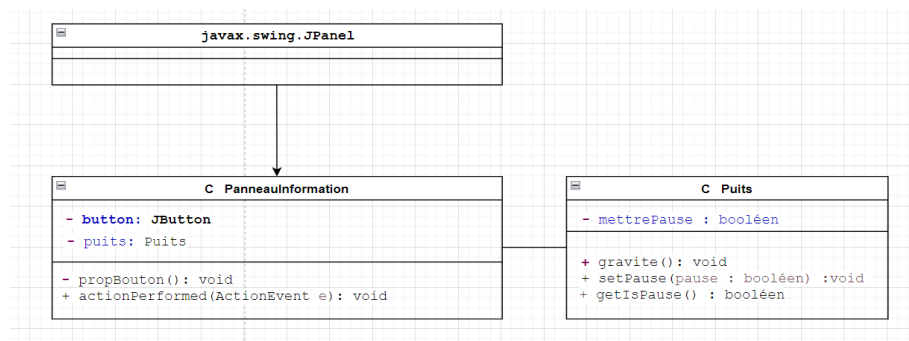 javax.swing.JPanel
C PanneauInformation
- button: JButton
- puits: Puits
- propBouton(): void
+ actionPerformed(ActionEvent e): void
C Puits
- mettrePause : booléen
+ gravite(): void
+ setPause(pause : booléen) :void
+ getIsPause() : booléen